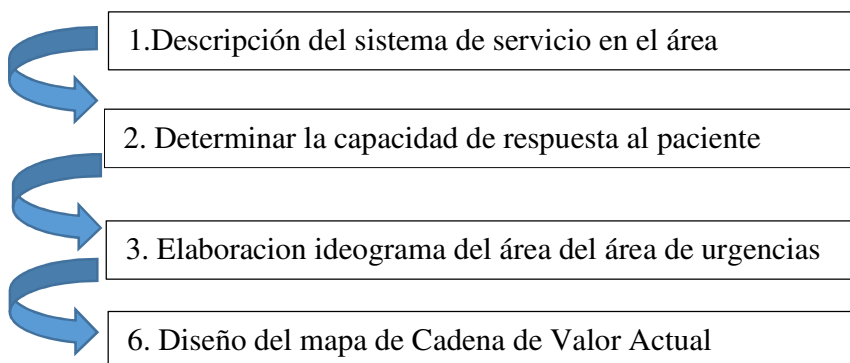 1.Descripción del sistema de servicio en el área
2. Determinar la capacidad de respuesta al paciente
3. Elaboracion ideograma del área del área de urgencias
6. Diseño del mapa de Cadena de Valor Actual